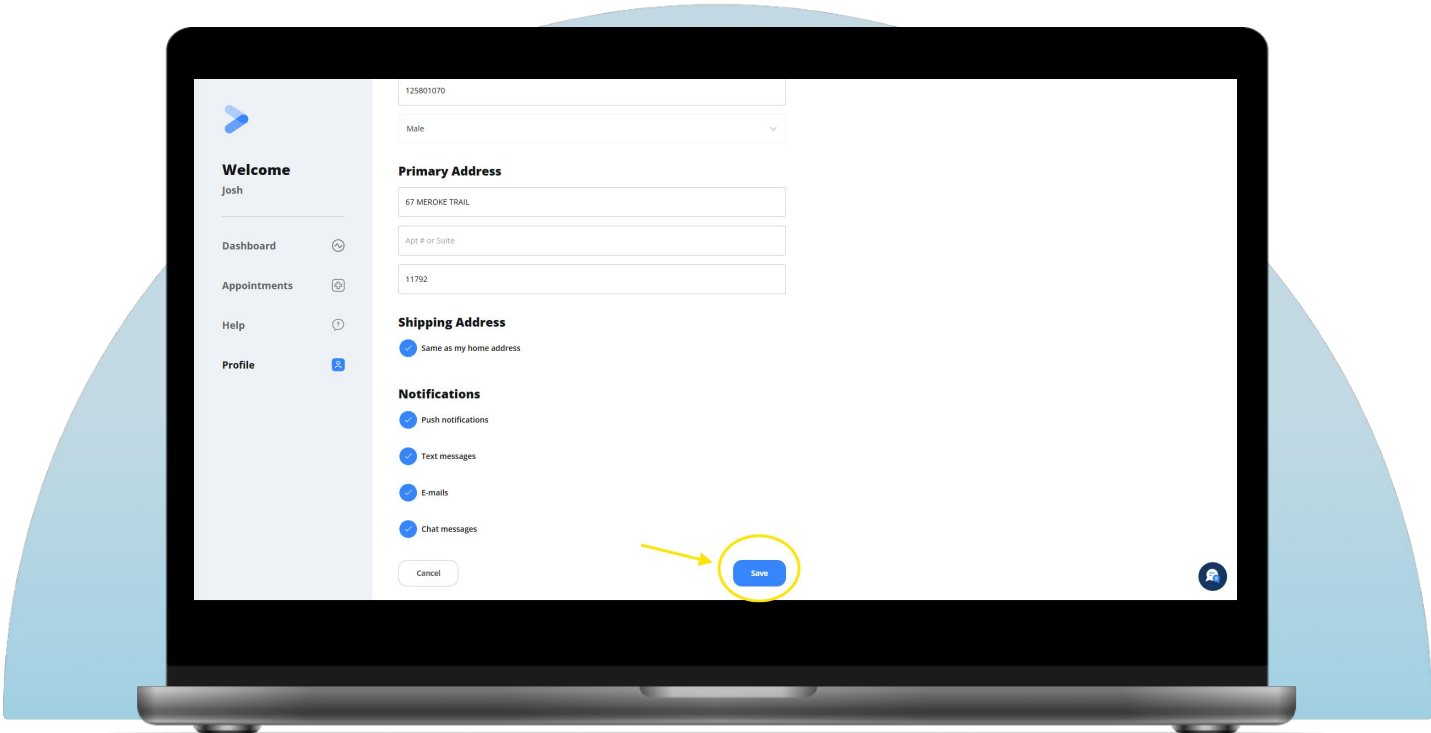 Welcome
Josh
Dashboard
Appointments
Help
Profile
125801070
Male
Primary Address
67 MEROKE TRAIL
Apt # or Suite
11792
Shipping Address
Same as my home address
Notifications
Push notifications
Text messages
E-mails
Chat messages
Cancel
Save